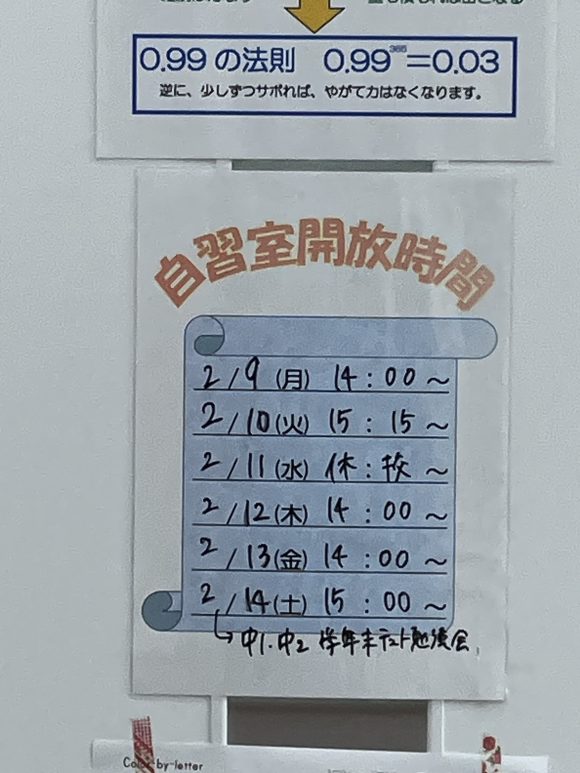 0.99 の法則 0.99³⁶⁵=0.03
逆に、少しずつサボれば、やがて力はなくなります。
自習室開放時間
2/9(月) 14:00~
2/10(火) 15:15~
2/11(水) 休:校~
2/12(木) 14:00~
2/13(金) 14:00~
2/14(土) 15:00~
→中1.中2 学年末テスト勉強会
Color-by-letter